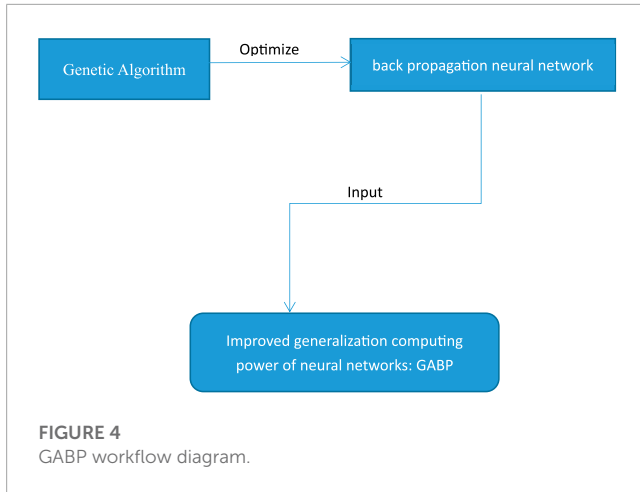 Genetic Algorithm
Optimize
back propagation neural network
Input
Improved generalization computing
power of neural networks: GABP
FIGURE 4
GABP workflow diagram.